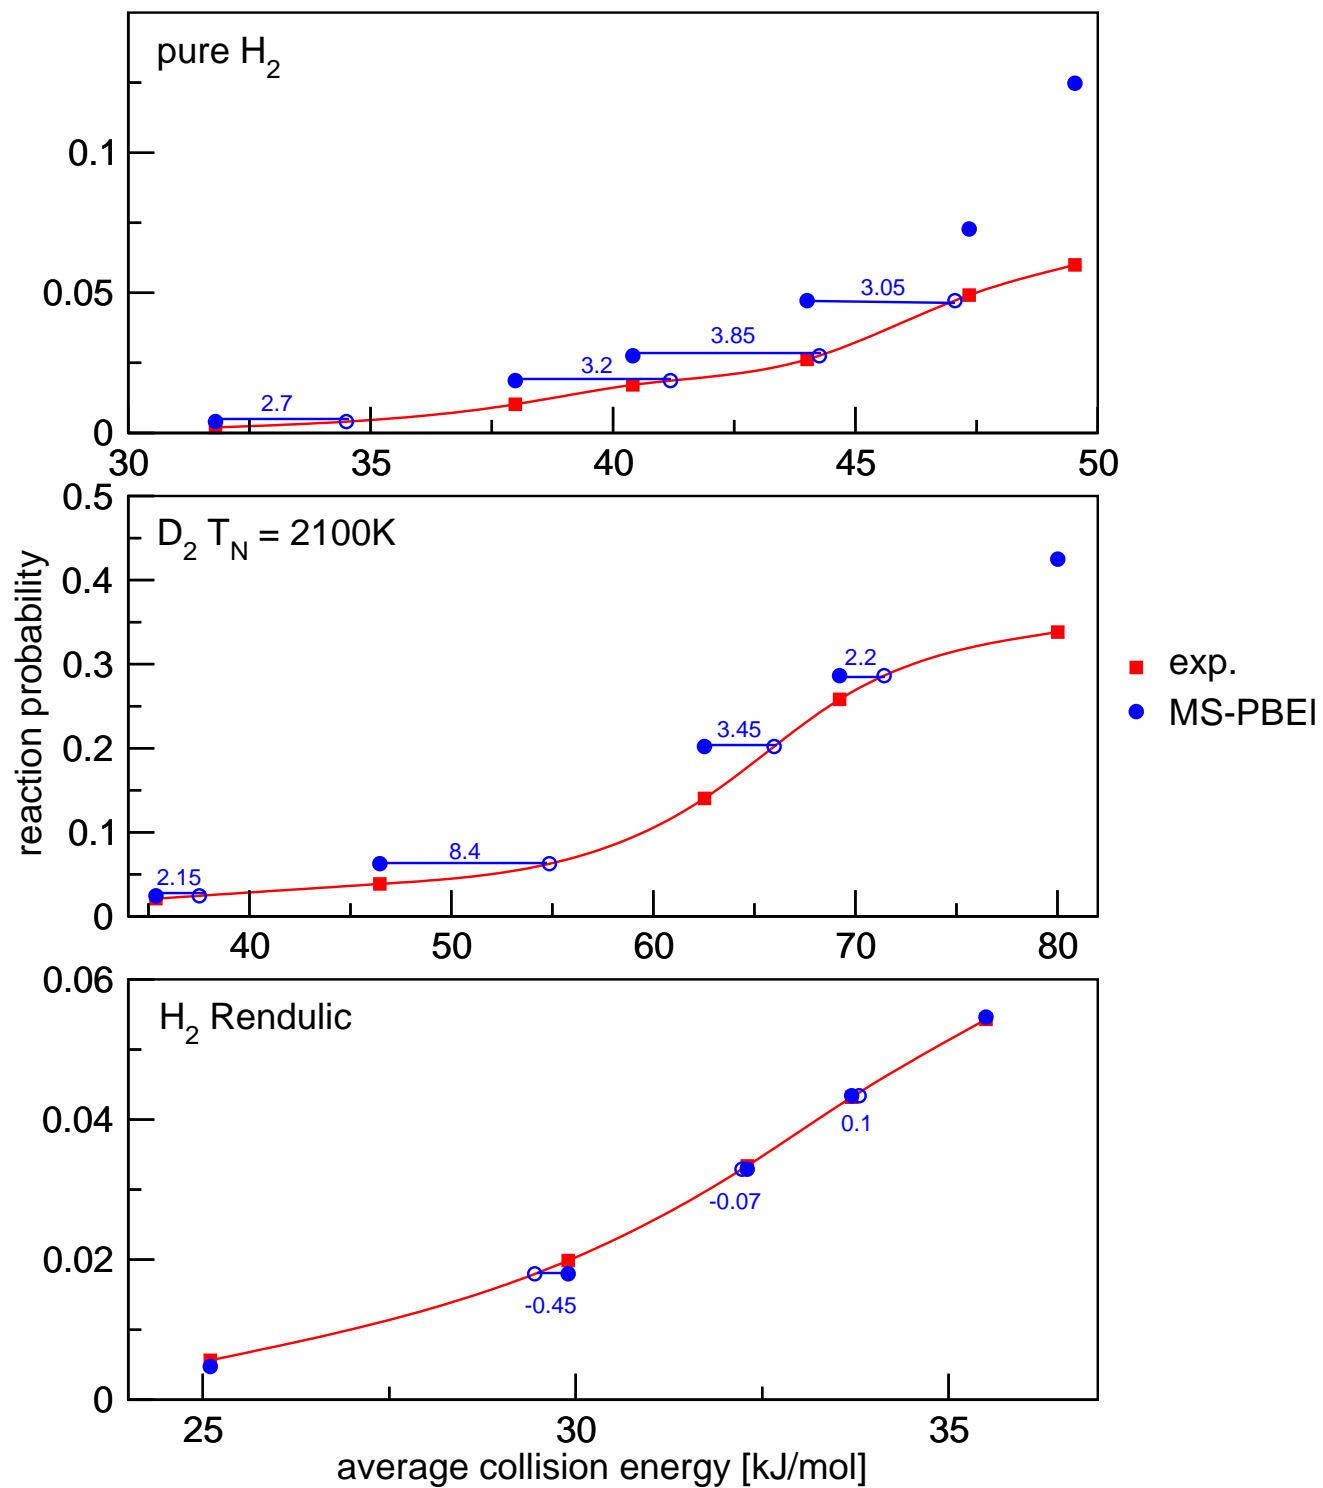 pure H2
0.1
0.05
0
3.05
3.85
3.2
2.7
30 35 40 45 50
reaction probability
D2 TN = 2100K
0.5
0.4
0.3
0.2
0.1
0
2.2
3.45
8.4
2.15
40 50 60 70 80
exp.
MS-PBEl
H2 Rendulic
0.06
0.04
0.02
0
0.1
-0.07
-0.45
25 30 35
average collision energy [kJ/mol]